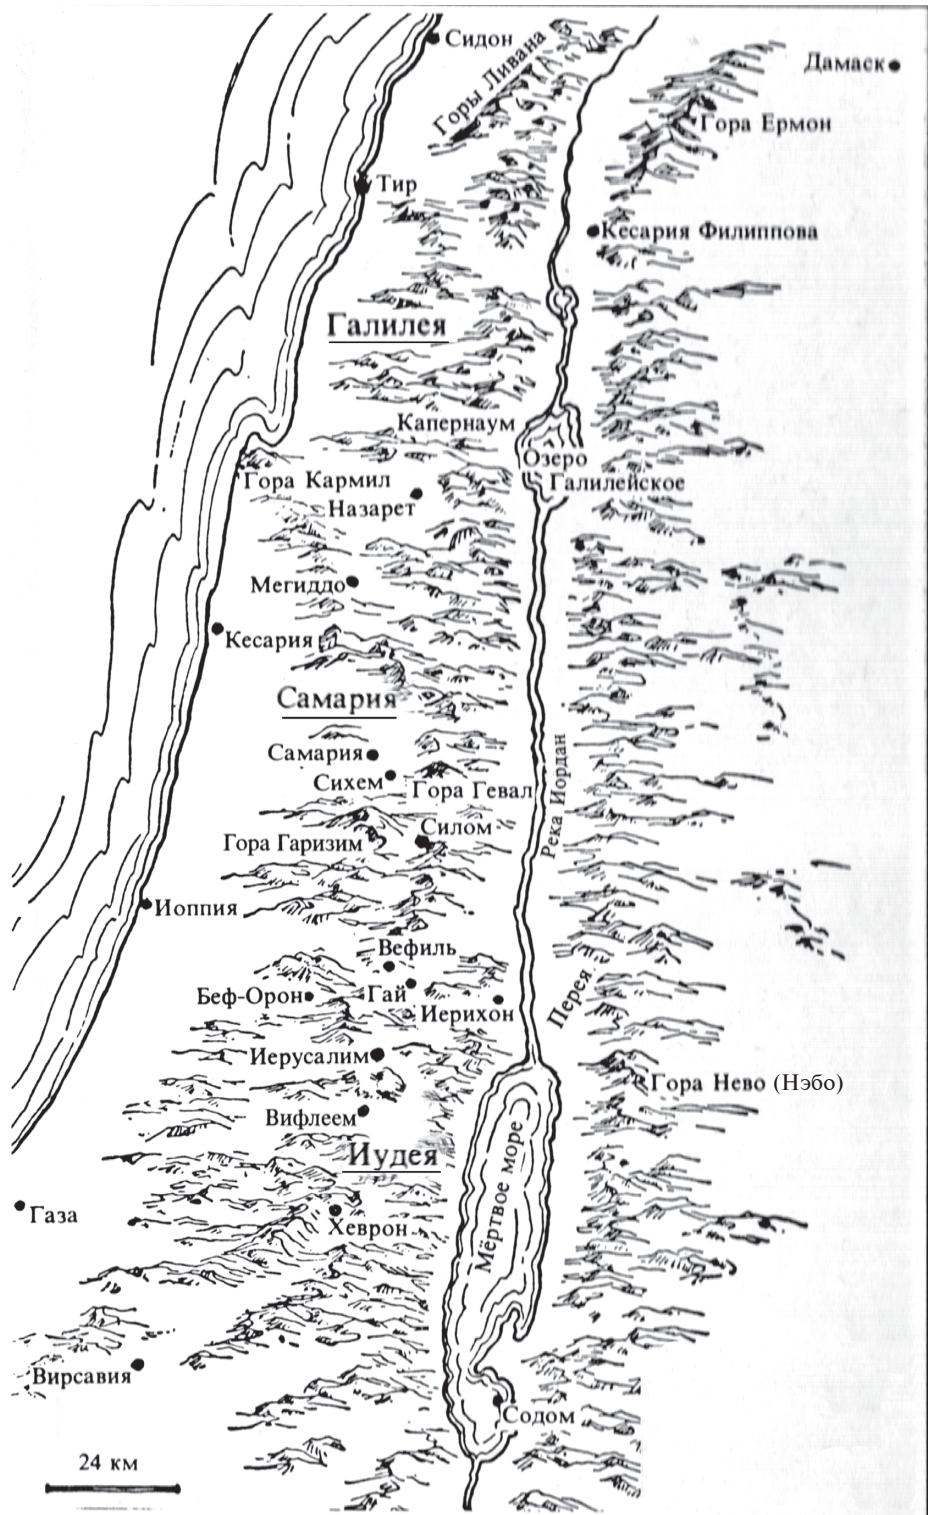 Сидон
Горы Ливана
Дамаск
Гора Ермон
Тир
Кесария Филиппова
Галилея
Капернаум
Озеро
Галилейское
Гора Кармил
Назарет
Мегиддо
Кесария
Самария
Самария
Сихем
Гора Гевал
Река Иордан
Силом
Гора Гаризим
Иоппия
Вефиль
Беф-Орон
Гай
Иерихон
Перея
Иерусалим
Гора Нево (Нэбо)
Вифлеем
Мёртвое море
Иудея
Газа
Хеврон
Вирсавия
Содом
24 км